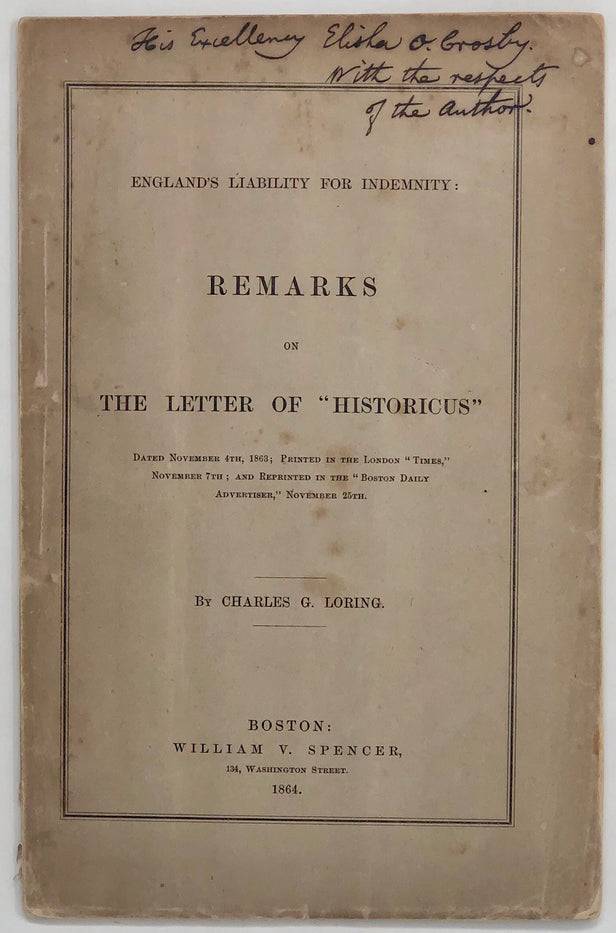 His Excellency Elisha O. Crosby.
With the respects
of the Author.
ENGLAND'S LIABILITY FOR INDEMNITY:
REMARKS
ON
THE LETTER OF "HISTORICUS"
DATED NOVEMBER 4TH, 1863; PRINTED IN THE LONDON "TIMES,"
NOVEMBER 7TH; AND REPRINTED IN THE "BOSTON DAILY
ADVERTISER," NOVEMBER 25TH.
BY CHARLES G. LORING.
BOSTON:
WILLIAM V. SPENCER,
134, WASHINGTON STREET.
1864.